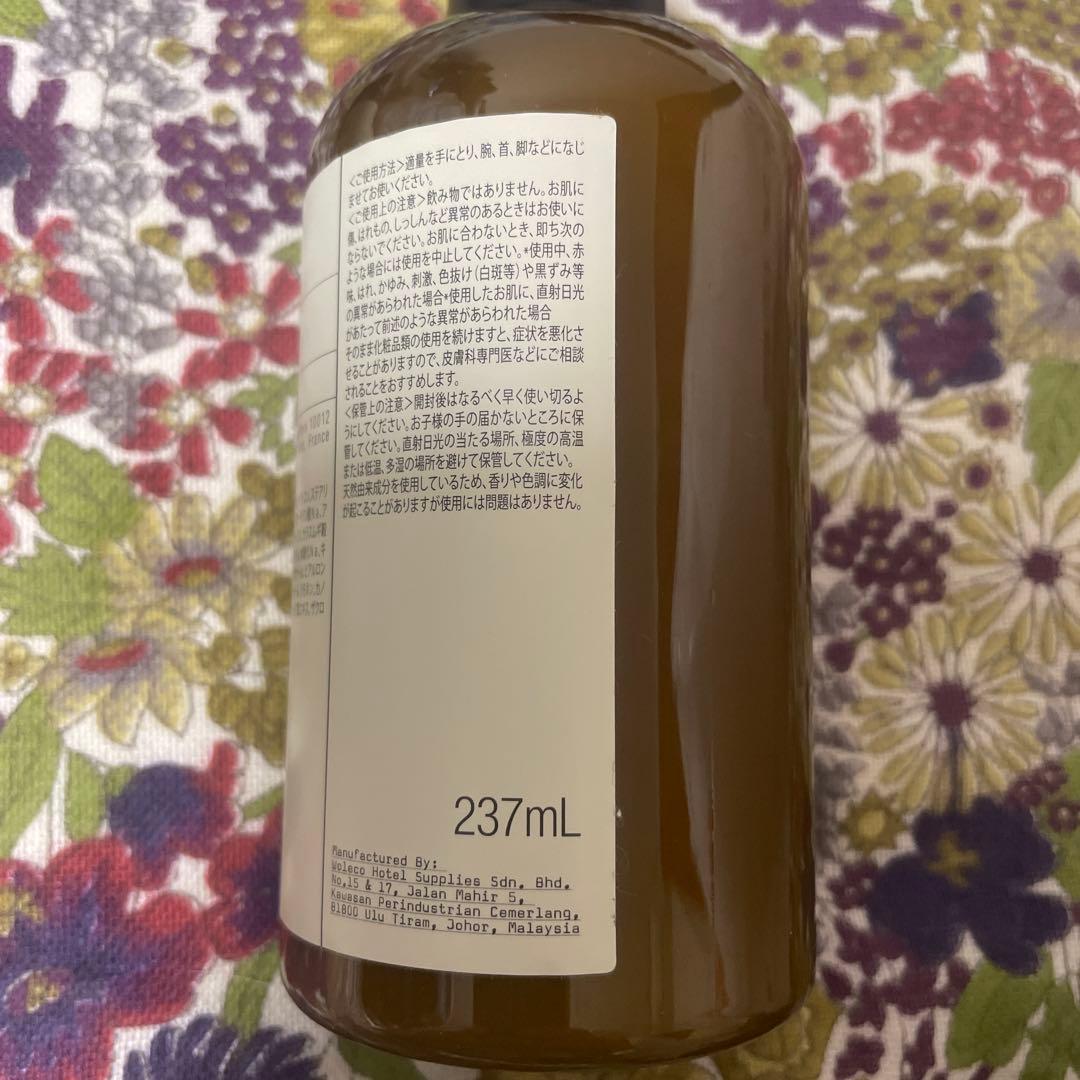 <ご使用方法>適量を手にとり、腕、首、脚などになじ
ませてお使いください。
<ご使用上の注意>飲み物ではありません。お肌に
傷、はれもの、しっしんなど異常のあるときはお使いに
ならないでください。お肌に合わないとき、即ち次の
ような場合には使用を中止してください。*使用中、赤
味、はれ、かゆみ、刺激、色抜け(白斑等)や黒ずみ等
の異常があらわれた場合*使用したお肌に、直射日光
があたって前述のような異常があらわれた場合
そのまま化粧品類の使用を続けますと、症状を悪化さ
せることがありますので、皮膚科専門医などにご相談
されることをおすすめします。
<保管上の注意>開封後はなるべく早く使い切るよ
うにしてください。お子様の手の届かないところに保
管してください。直射日光の当たる場所、極度の高温
または低温、多湿の場所を避けて保管してください。
天然由来成分を使用しているため、香りや色調に変化
が起こることがありますが使用には問題はありません。
10012
France
237mL
Manufactured By:
Woleco Hotel Supplies Sdn. Bhd.
No.15 & 17, Jalan Mahir 5,
Kawasan Perindustrian Cemerlang,
81800 Ulu Tiram, Johor, Malaysia